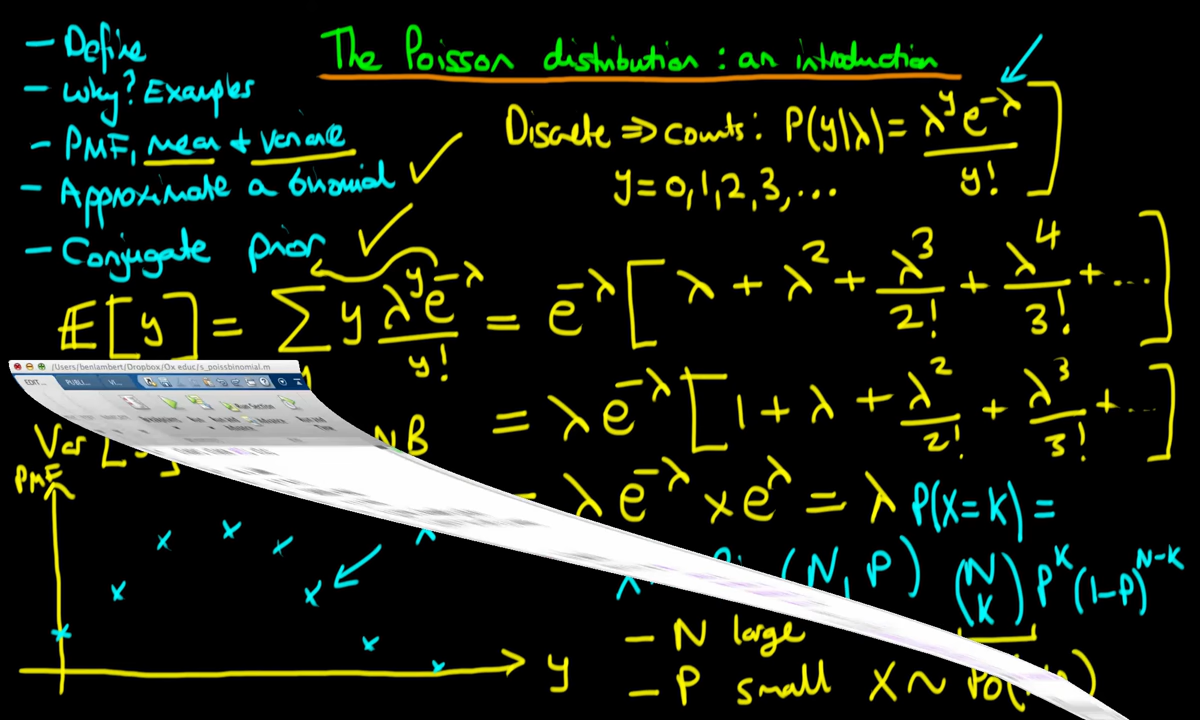 The Poisson distribution : an introduction
- Define
- Why? Examples
- PMF, mean + variance
- Approximate a binomial
- Conjugate prior
Discrete => counts: P(y|λ) = λ^y e^-λ / y!
y = 0, 1, 2, 3, ...
E[y] = Σ y λ^y e^-λ / y! = e^-λ [ λ + λ^2 + λ^3/2! + λ^4/3! + ... ]
/Users/benlambert/Dropbox/Ox educ/s_poissbinomial.m
= λ e^-λ [ 1 + λ + λ^2/2! + λ^3/3! + ... ]
Var [
NB
= λ e^-λ × e^λ = λ
P(X = K) =
(N K) P^K (1-P)^N-K
(N, P)
PMF
y
- N large
- P small X ~ Po(